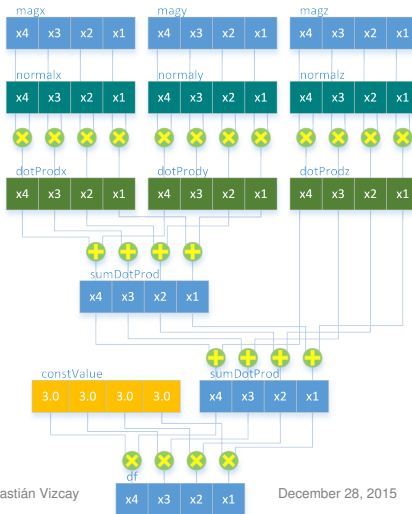 magx magy magz
x4 x3 x2 x1 x4 x3 x2 x1 x4 x3 x2 x1
normalx normaly normalz
x4 x3 x2 x1 x4 x3 x2 x1 x4 x3 x2 x1
dotProdx dotPrody dotProdz
x4 x3 x2 x1 x4 x3 x2 x1 x4 x3 x2 x1
sumDotProd
x4 x3 x2 x1
constValue sumDotProd
3.0 3.0 3.0 3.0 x4 x3 x2 x1
df
x4 x3 x2 x1
astián Vizcay December 28, 2015